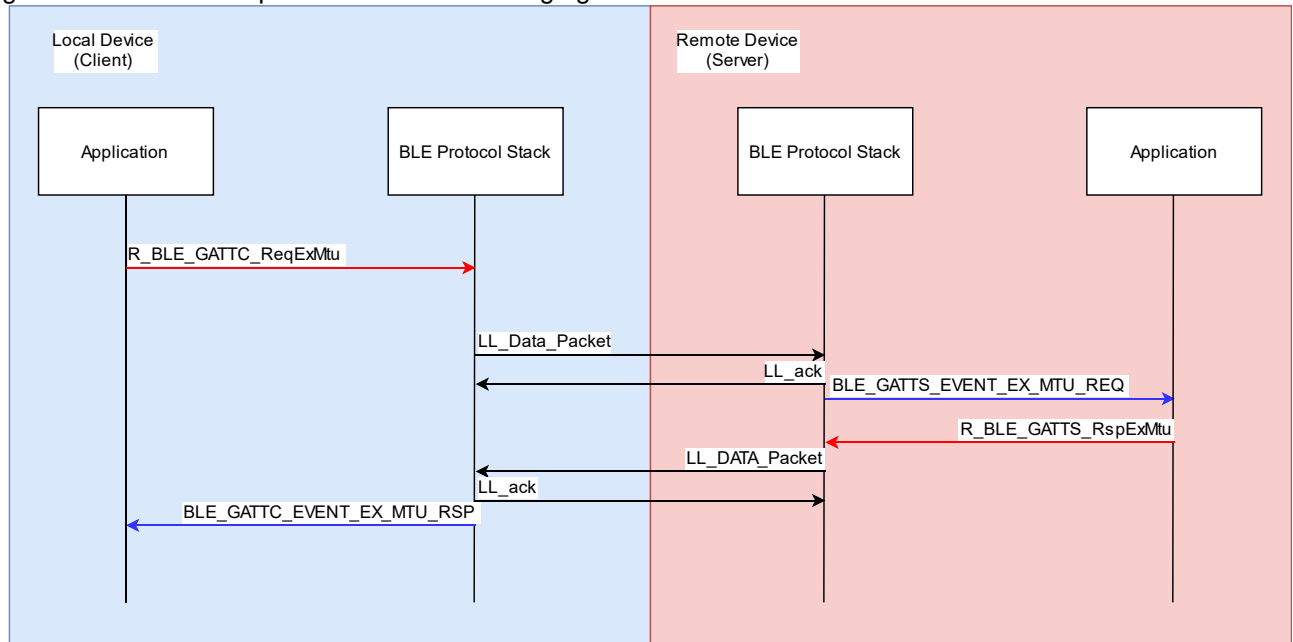 Local Device
(Client)
Remote Device
(Server)
Application
BLE Protocol Stack
BLE Protocol Stack
Application
R_BLE_GATTC_ReqExMtu
LL_Data_Packet
LL_ack
BLE_GATTS_EVENT_EX_MTU_REQ
R_BLE_GATTS_RspExMtu
LL_DATA_Packet
LL_ack
BLE_GATTC_EVENT_EX_MTU_RSP